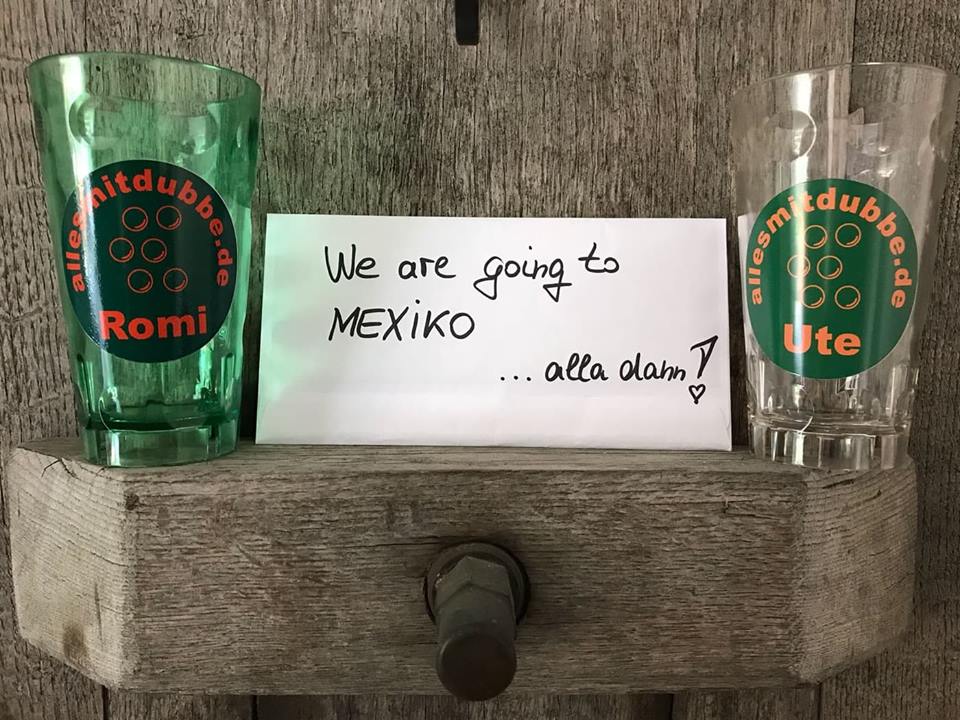 allesmitdubbe.de
Romi
We are going to
MEXiKO
... alla dann!
allesmitdubbe.de
Ute